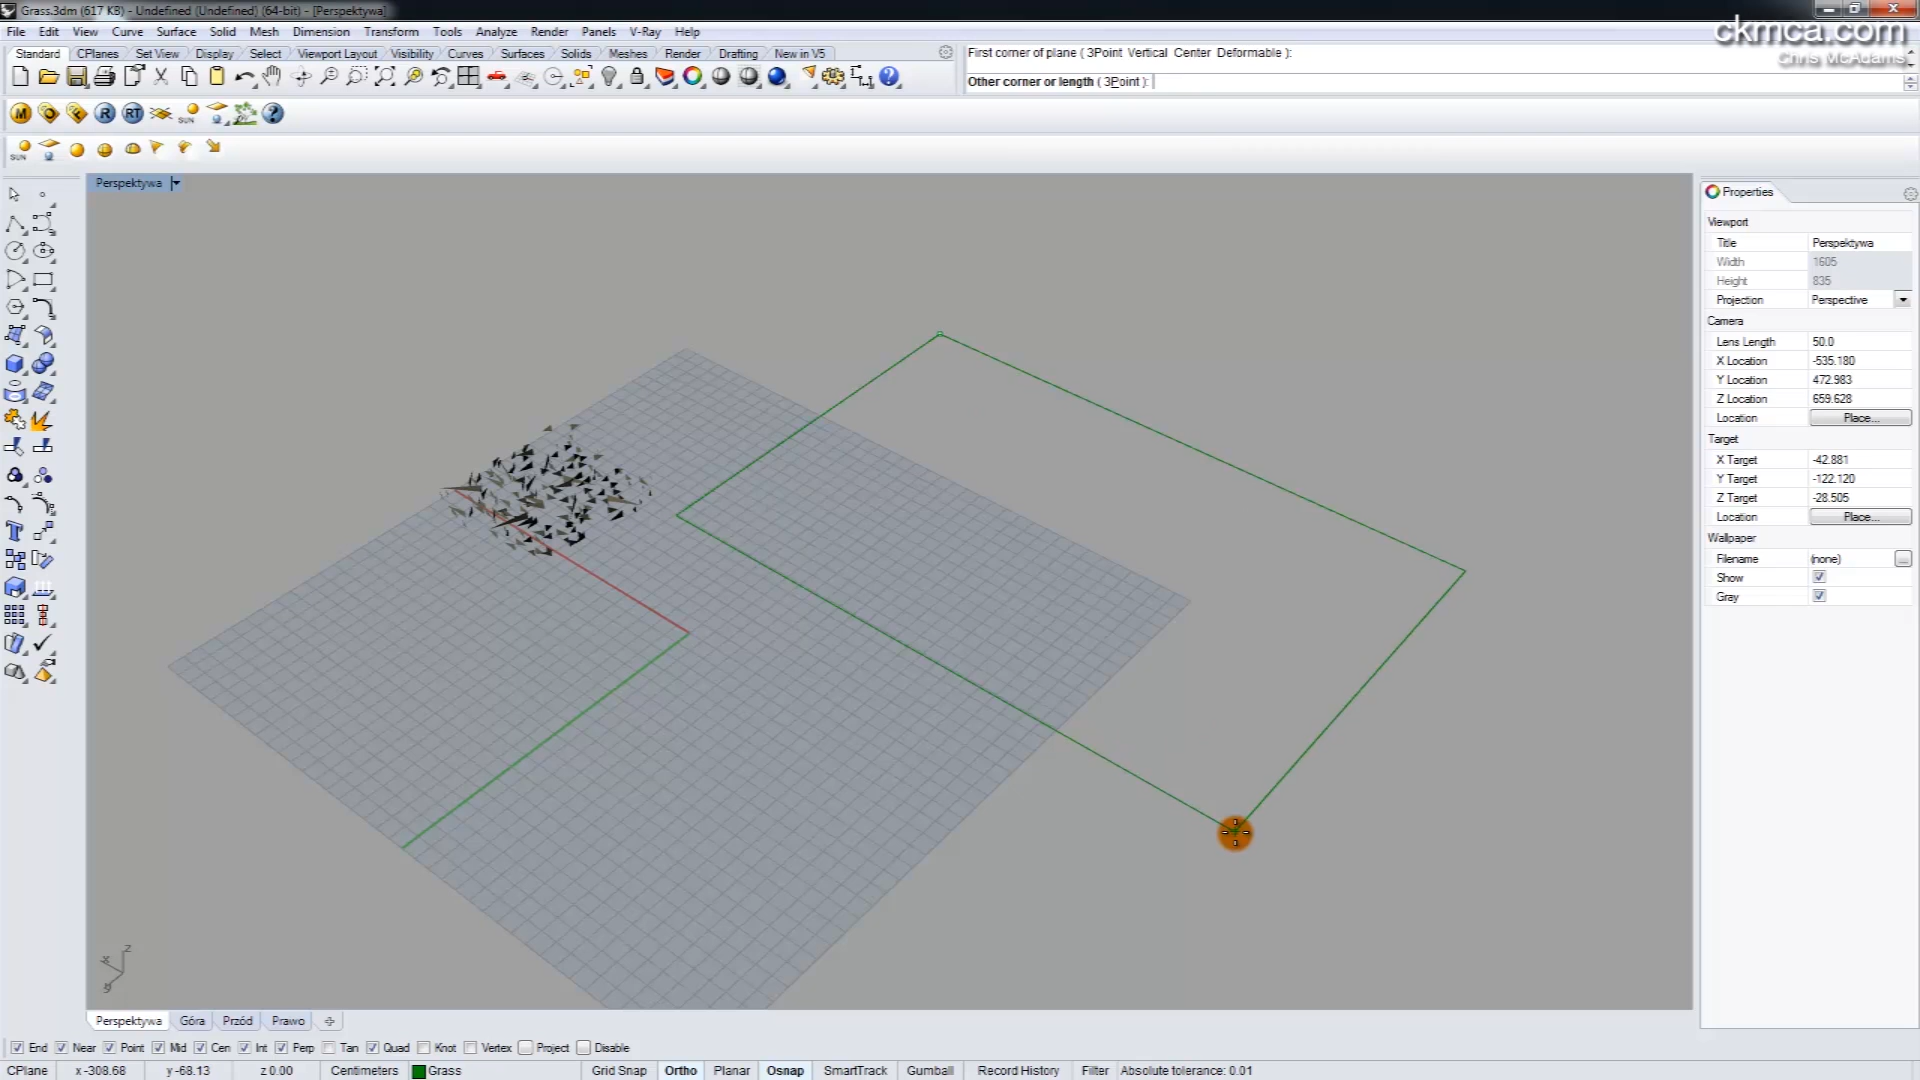 Grass.3dm (617 KB) - Undefined (Undefined) (64-bit) - [Perspektywa]
ckmca.com
Chris McAdams
File Edit View Curve Surface Solid Mesh Dimension Transform Tools Analyze Render Panels V-Ray Help
Standard CPlanes Set View Display Select Viewport Layout Visibility Curves Surfaces Solids Meshes Render Drafting New in V5
First corner of plane ( 3Point Vertical Center Deformable ):
Other corner or length ( 3Point ):
M O F R RT SUN ?
SUN
Perspektywa
Properties
Viewport
Title Perspektywa
Width 1605
Height 835
Projection Perspective
Camera
Lens Length 50.0
X Location -535.180
Y Location 472.983
Z Location 659.628
Location Place...
Target
X Target -42.881
Y Target -122.120
Z Target -28.505
Location Place...
Wallpaper
Filename (none) ...
Show
Gray
z
x
y
Perspektywa Góra Przód Prawo
End Near Point Mid Cen Int Perp Tan Quad Knot Vertex Project Disable
CPlane x -308.68 y -68.13 z 0.00 Centimeters Grass Grid Snap Ortho Planar Osnap SmartTrack Gumball Record History Filter Absolute tolerance: 0.01